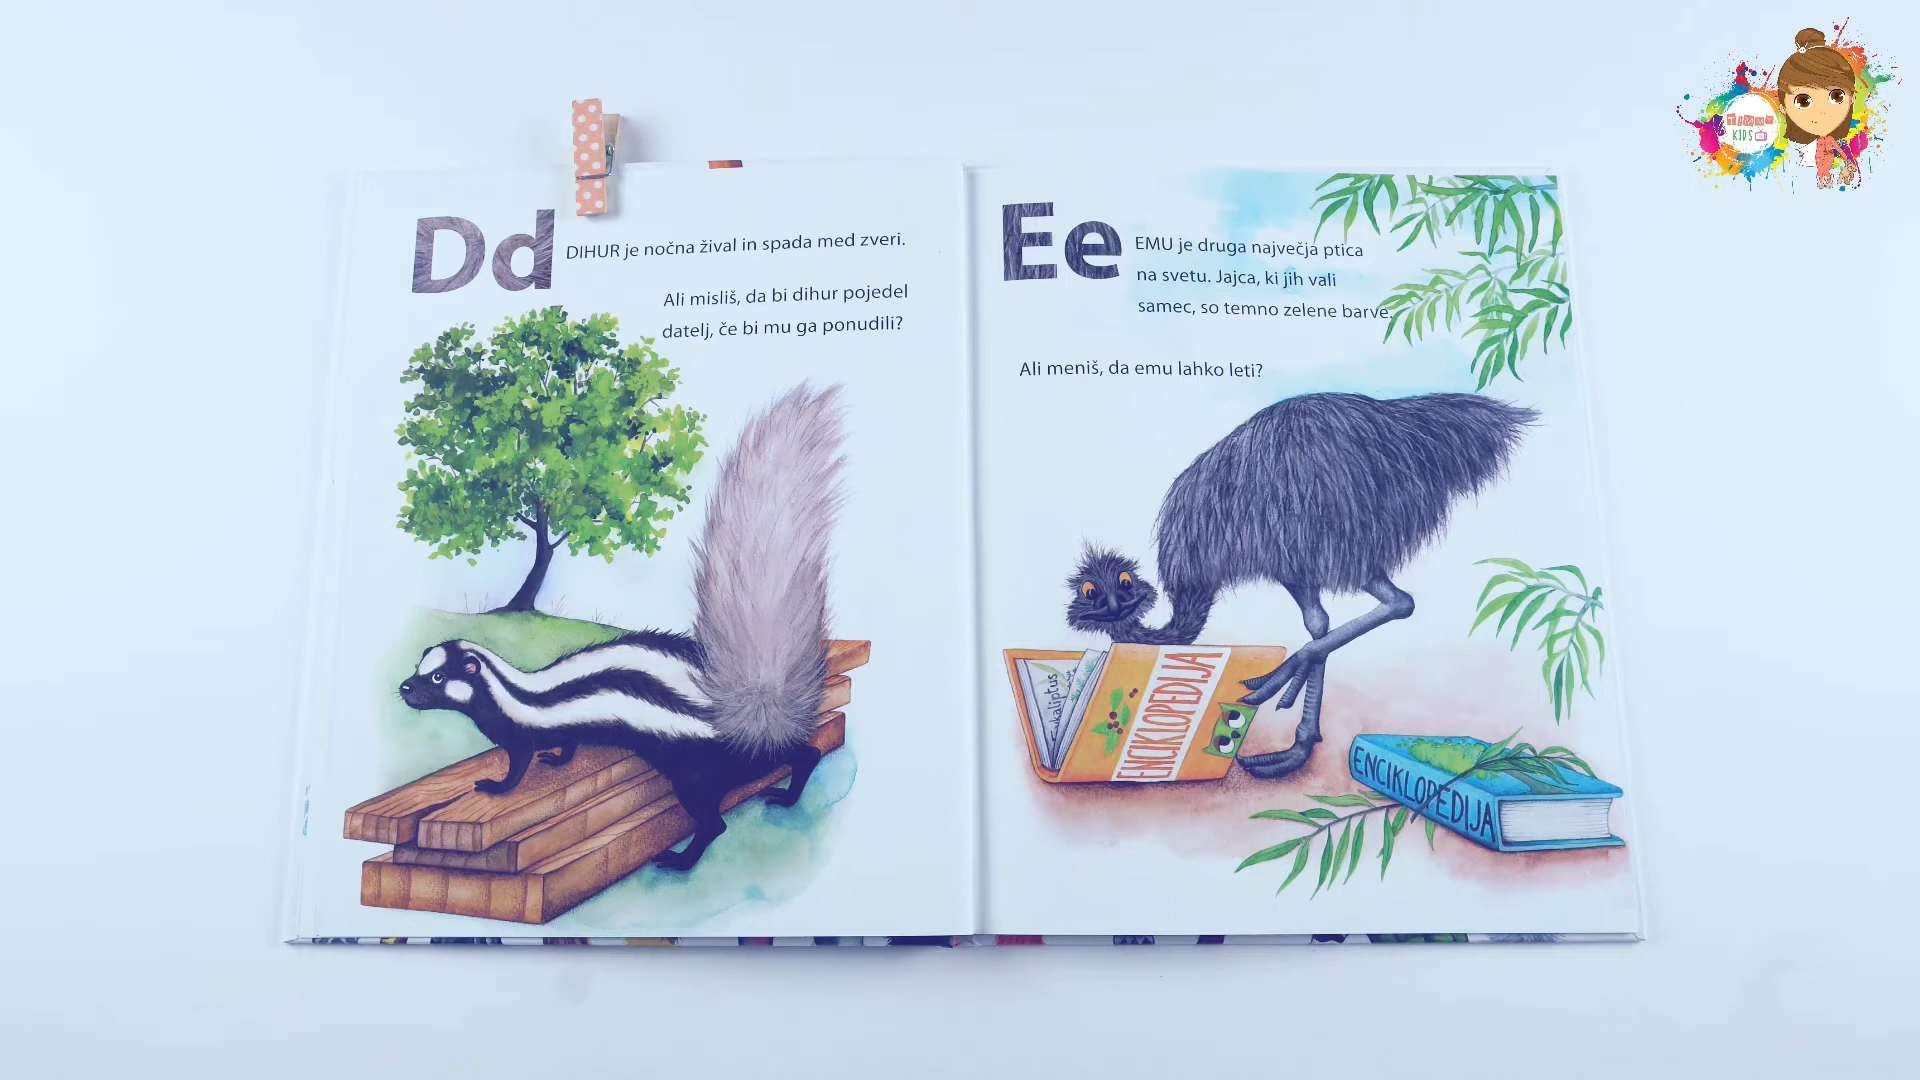 Dd
DIHUR je nočna žival in spada med zveri.
Ali misliš, da bi dihur pojedel
datelj, če bi mu ga ponudili?
Ee
EMU je druga največja ptica
na svetu. Jajca, ki jih vali
samec, so temno zelene barve.
Ali meniš, da emu lahko leti?
Evkaliptus
ENCIKLOPEDIJA
ENCIKLOPEDIJA
KIDS